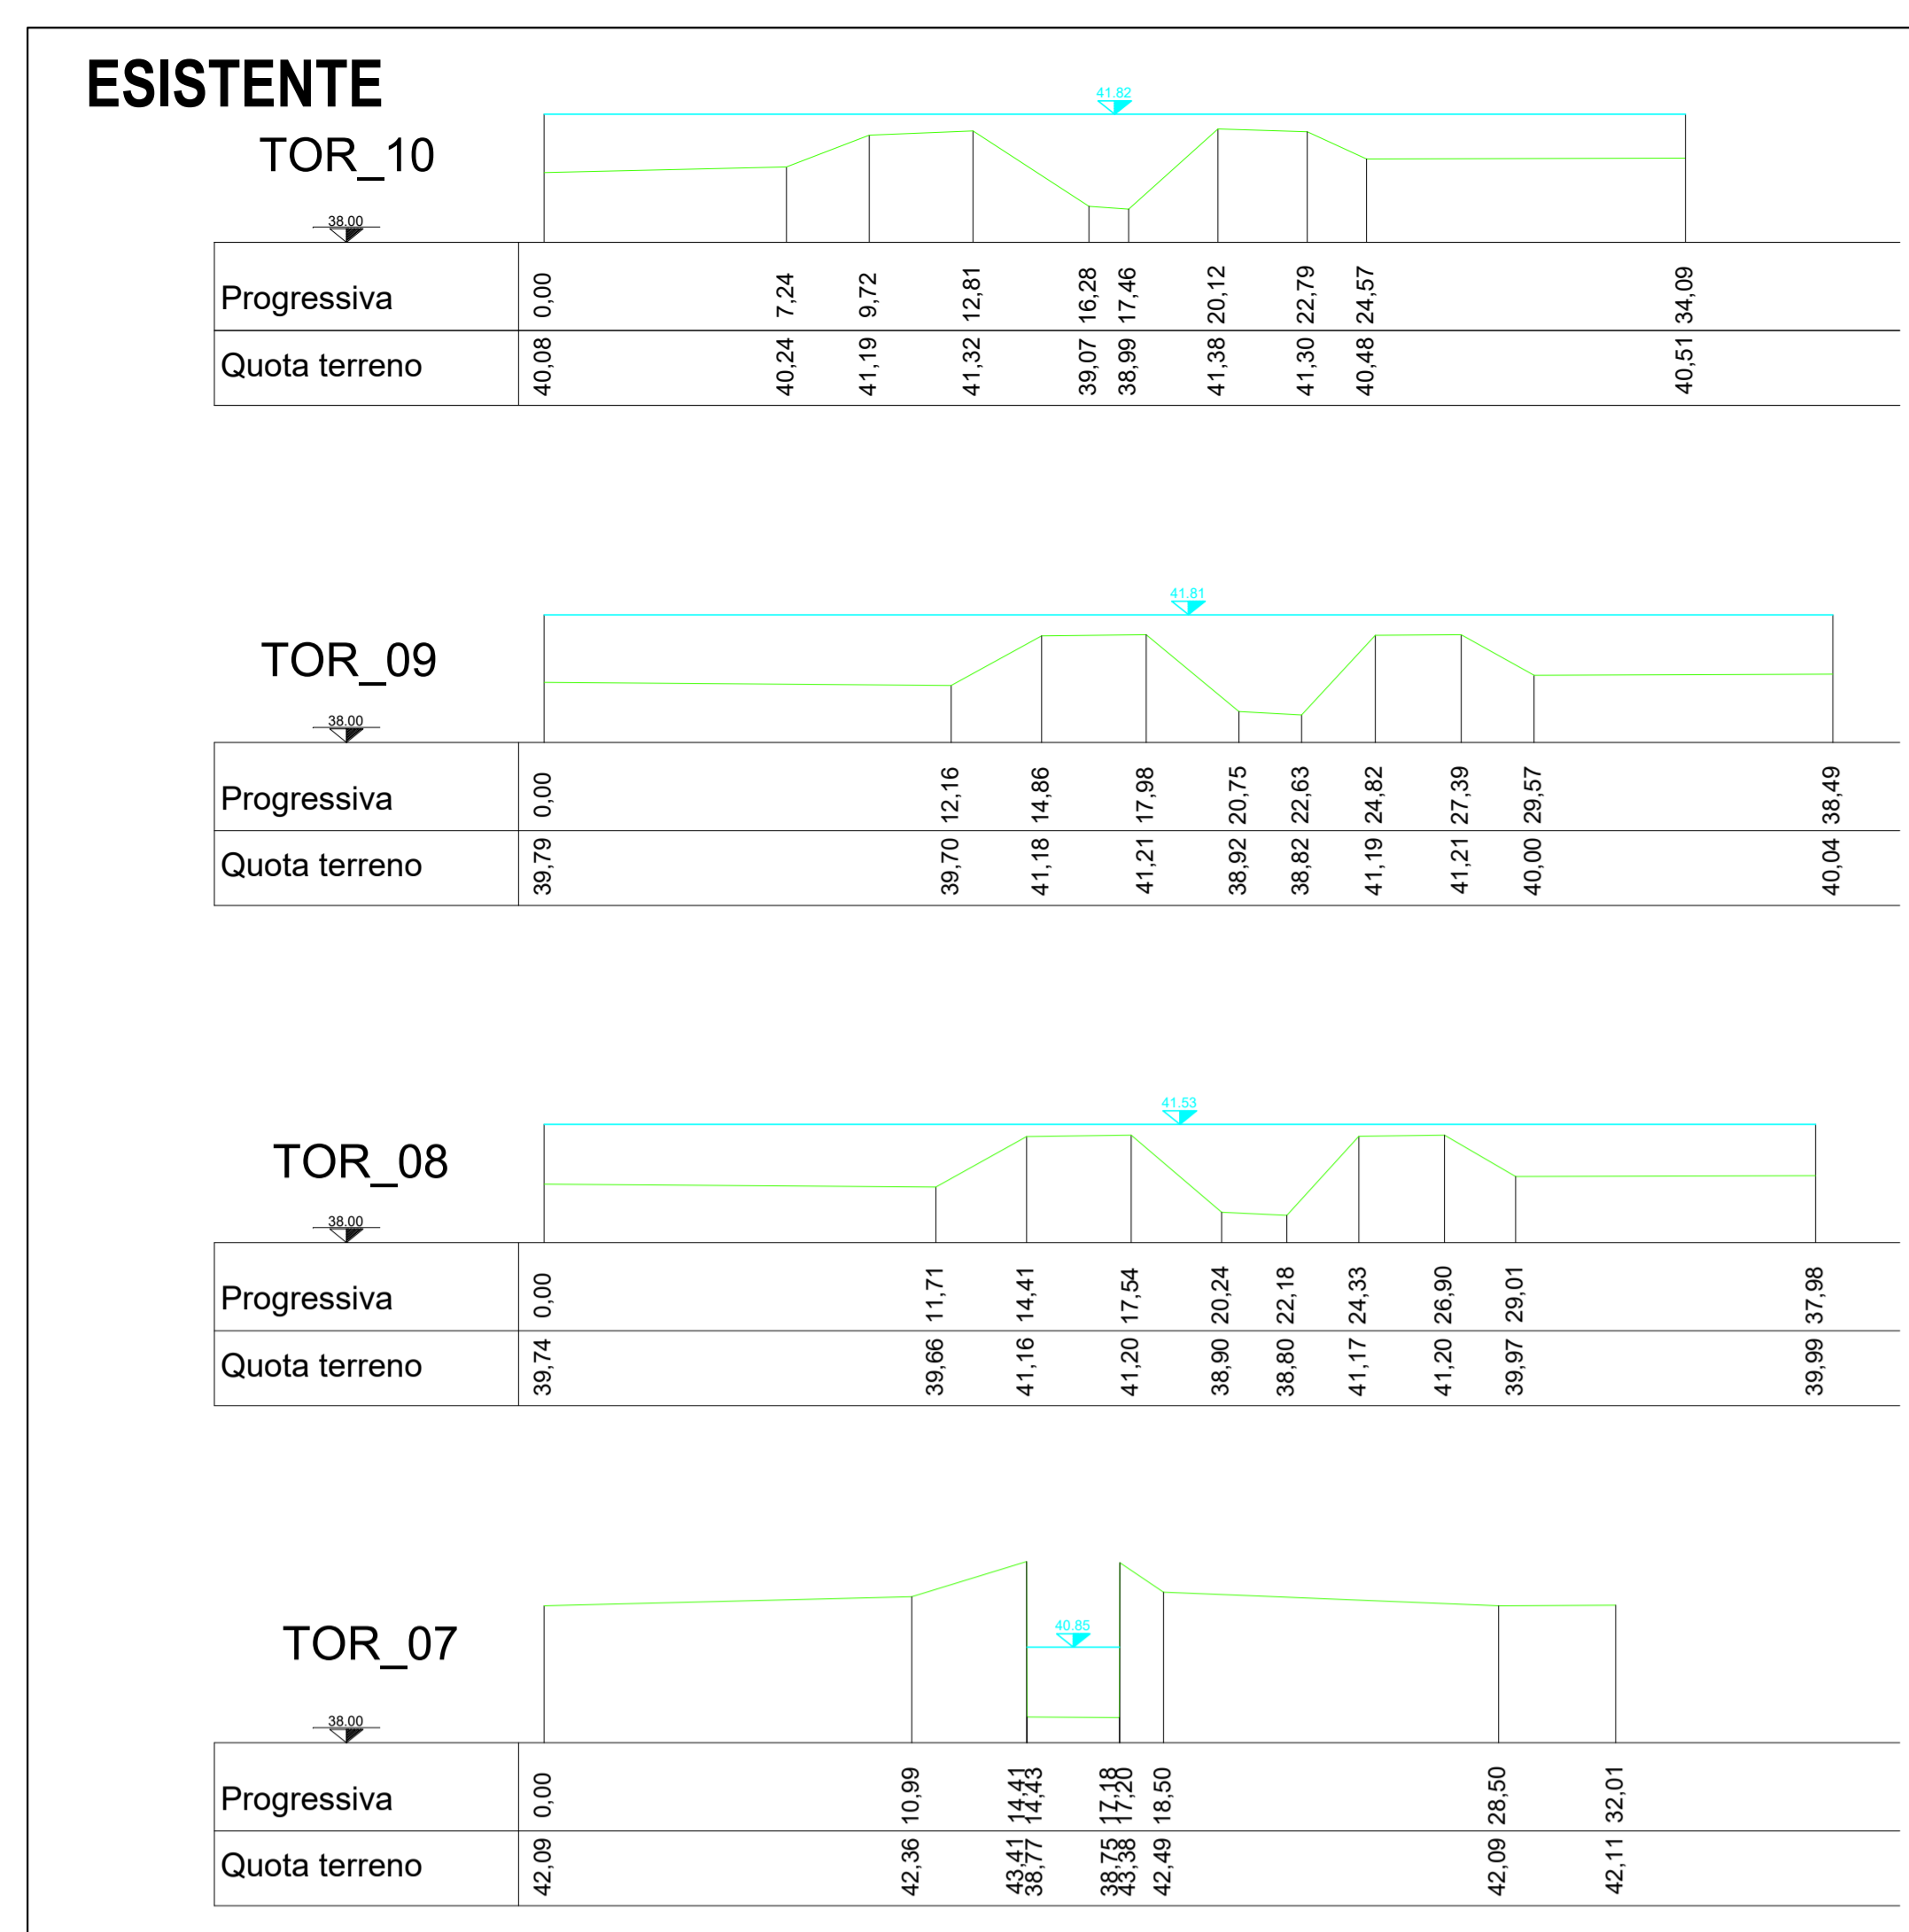 ESISTENTE
41.82
TOR_10
38.00
Progressiva 0,00 7,24 9,72 12,81 16,28 17,46 20,12 22,79 24,57 34,09
Quota terreno 40,08 40,24 41,19 41,32 39,07 38,99 41,38 41,30 40,48 40,51
41.81
TOR_09
38.00
Progressiva 0,00 12,16 14,86 17,98 20,75 22,63 24,82 27,39 29,57 38,49
Quota terreno 39,79 39,70 41,18 41,21 38,92 38,82 41,19 41,21 40,00 40,04
41.53
TOR_08
38.00
Progressiva 0,00 11,71 14,41 17,54 20,24 22,18 24,33 26,90 29,01 37,98
Quota terreno 39,74 39,66 41,16 41,20 38,90 38,80 41,17 41,20 39,97 39,99
40.85
TOR_07
38.00
Progressiva 0,00 10,99 14,41 14,43 17,18 17,20 18,50 28,50 32,01
Quota terreno 42,09 42,36 43,41 38,77 38,75 43,38 42,49 42,09 42,11